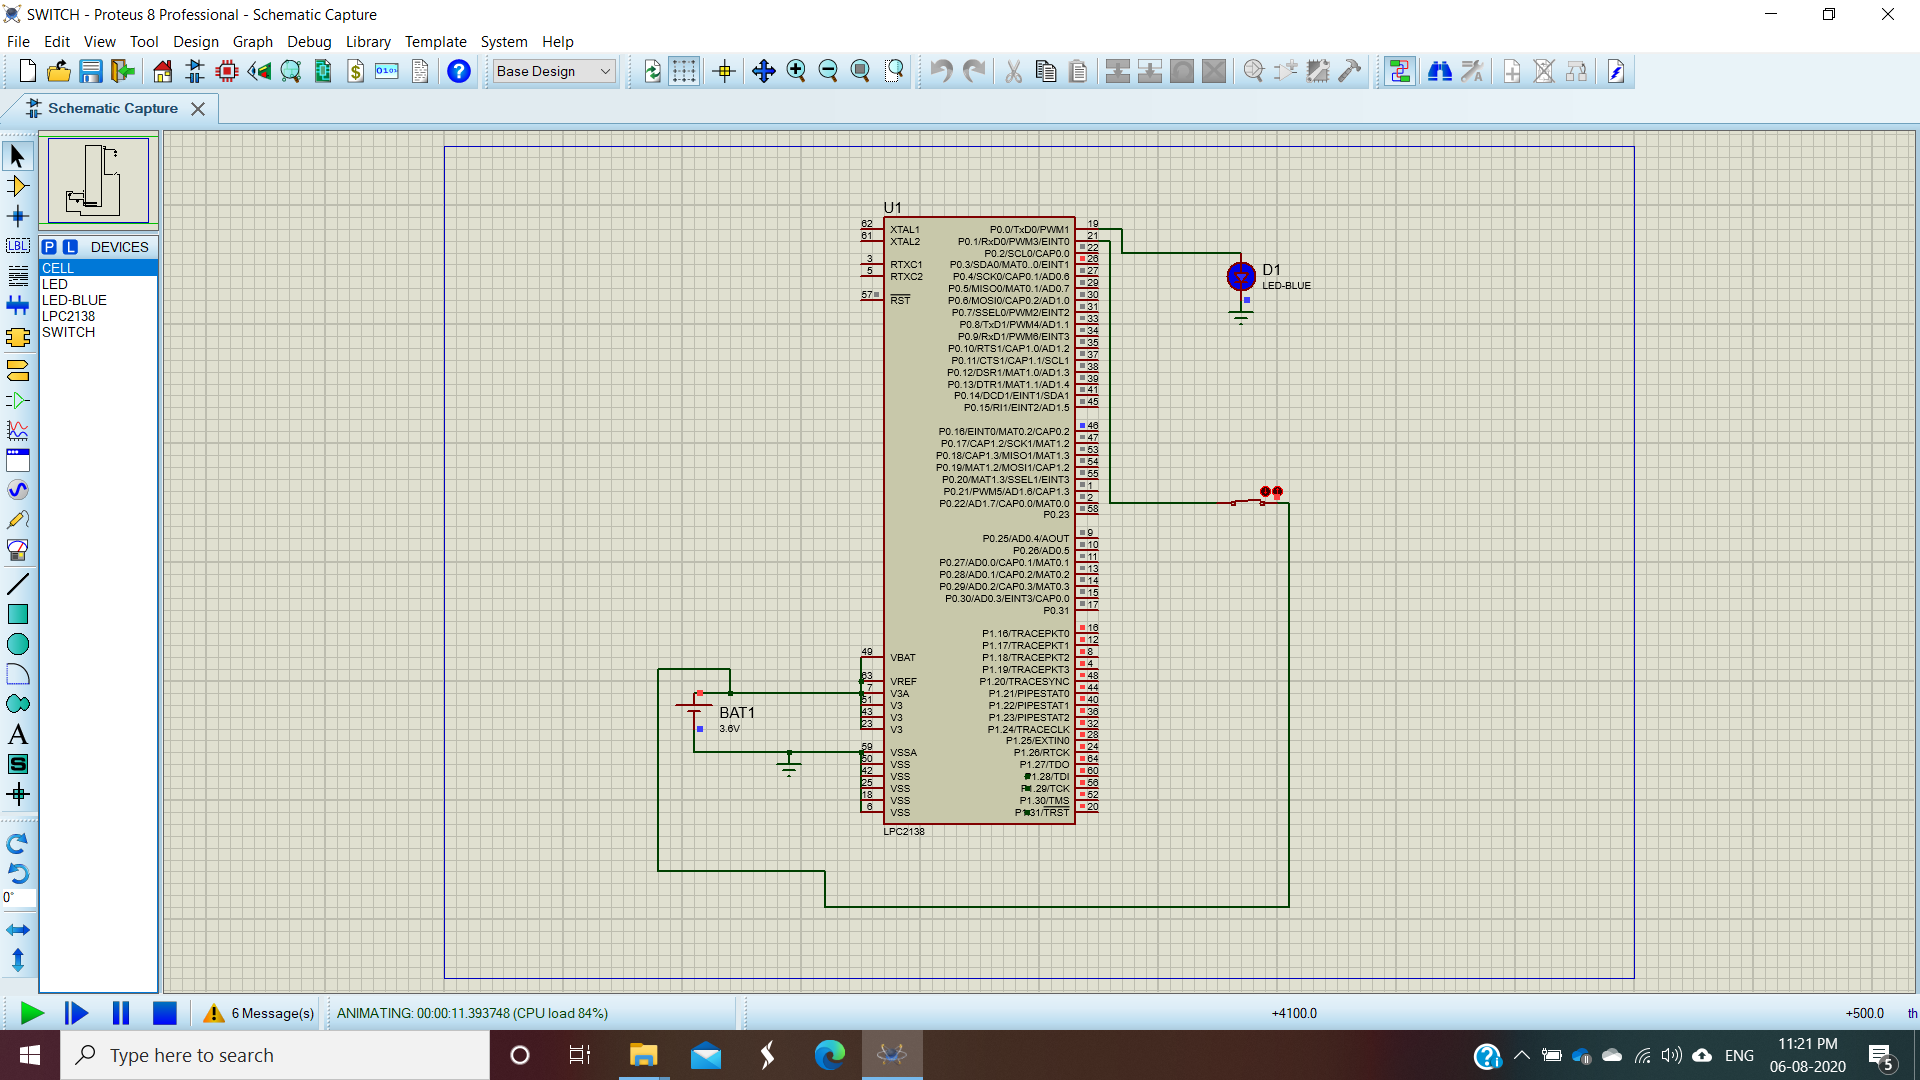 SWITCH - Proteus 8 Professional - Schematic Capture
File Edit View Tool Design Graph Debug Library Template System Help
Base Design
Schematic Capture
P L DEVICES
CELL
LED
LED-BLUE
LPC2138
SWITCH
LBL
A
S
0°
U1
62 XTAL1
61 XTAL2
3 RTXC1
5 RTXC2
57 RST
49 VBAT
63 VREF
7 V3A
51 V3
43 V3
23 V3
59 VSSA
50 VSS
42 VSS
25 VSS
18 VSS
6 VSS
P0.0/TxD0/PWM1 19
P0.1/RxD0/PWM3/EINT0 21
P0.2/SCL0/CAP0.0 22
P0.3/SDA0/MAT0..0/EINT1 26
P0.4/SCK0/CAP0.1/AD0.6 27
P0.5/MISO0/MAT0.1/AD0.7 29
P0.6/MOSI0/CAP0.2/AD1.0 30
P0.7/SSEL0/PWM2/EINT2 31
P0.8/TxD1/PWM4/AD1.1 33
P0.9/RxD1/PWM6/EINT3 34
P0.10/RTS1/CAP1.0/AD1.2 35
P0.11/CTS1/CAP1.1/SCL1 37
P0.12/DSR1/MAT1.0/AD1.3 38
P0.13/DTR1/MAT1.1/AD1.4 39
P0.14/DCD1/EINT1/SDA1 41
P0.15/RI1/EINT2/AD1.5 45
P0.16/EINT0/MAT0.2/CAP0.2 46
P0.17/CAP1.2/SCK1/MAT1.2 47
P0.18/CAP1.3/MISO1/MAT1.3 53
P0.19/MAT1.2/MOSI1/CAP1.2 54
P0.20/MAT1.3/SSEL1/EINT3 55
P0.21/PWM5/AD1.6/CAP1.3 1
P0.22/AD1.7/CAP0.0/MAT0.0 2
P0.23 58
P0.25/AD0.4/AOUT 9
P0.26/AD0.5 10
P0.27/AD0.0/CAP0.1/MAT0.1 11
P0.28/AD0.1/CAP0.2/MAT0.2 13
P0.29/AD0.2/CAP0.3/MAT0.3 14
P0.30/AD0.3/EINT3/CAP0.0 15
P0.31 17
P1.16/TRACEPKT0 16
P1.17/TRACEPKT1 12
P1.18/TRACEPKT2 8
P1.19/TRACEPKT3 4
P1.20/TRACESYNC 48
P1.21/PIPESTAT0 44
P1.22/PIPESTAT1 40
P1.23/PIPESTAT2 36
P1.24/TRACECLK 32
P1.25/EXTIN0 28
P1.26/RTCK 24
P1.27/TDO 64
P1.28/TDI 60
P1.29/TCK 56
P1.30/TMS 52
P1.31/TRST 20
LPC2138
D1
LED-BLUE
BAT1
3.6V
6 Message(s) ANIMATING: 00:00:11.393748 (CPU load 84%) +4100.0 +500.0 th
Type here to search
ENG
11:21 PM
06-08-2020
5